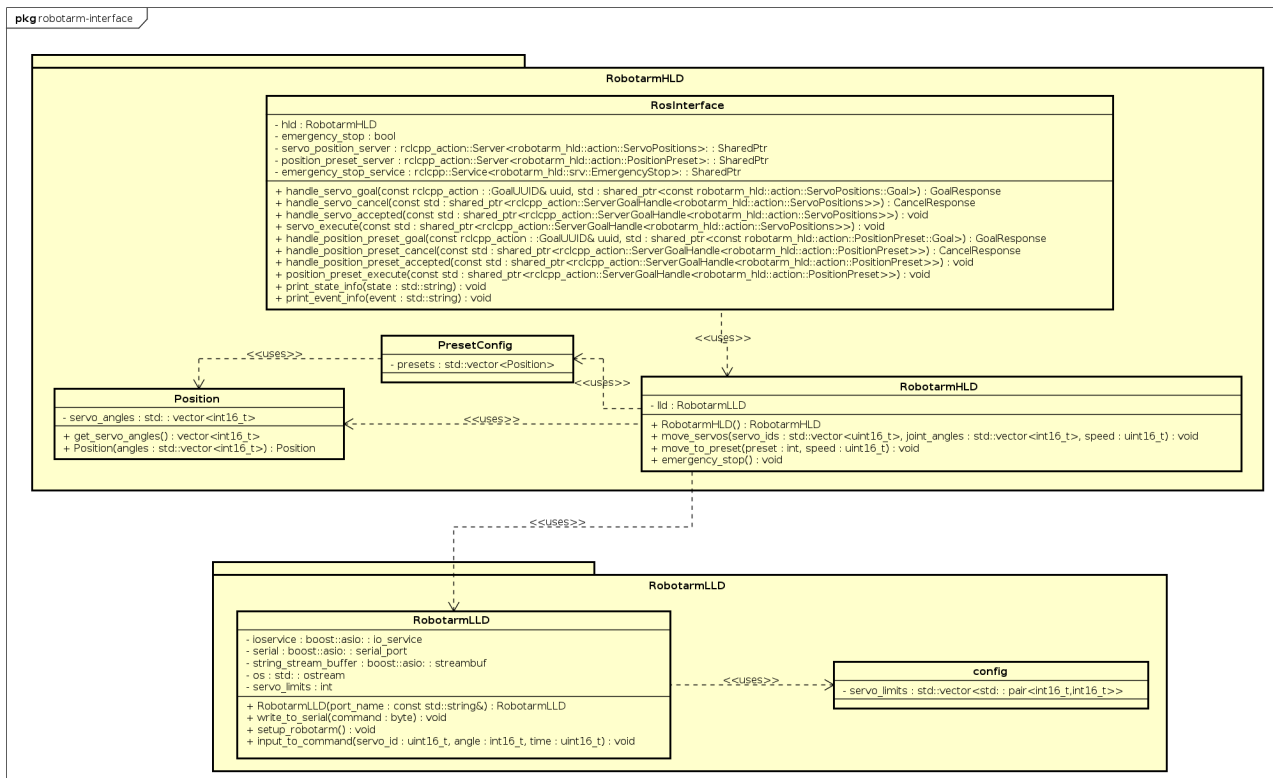 pkg robotarm-interface
RobotarmHLD
RosInterface
- hld : RobotarmHLD
- emergency_stop : bool
- servo_position_server : rclcpp_action::Server<robotarm_hld::action::ServoPositions>: : SharedPtr
- position_preset_server : rclcpp_action::Server<robotarm_hld::action::PositionPreset>: : SharedPtr
- emergency_stop_service : rclcpp::Service<robotarm_hld::srv::EmergencyStop>: : SharedPtr
+ handle_servo_goal(const rclcpp_action : :GoalUUID& uuid, std : shared_ptr<const robotarm_hld::action::ServoPositions::Goal>) : GoalResponse
+ handle_servo_cancel(const std : shared_ptr<rclcpp_action::ServerGoalHandle<robotarm_hld::action::ServoPositions>>) : CancelResponse
+ handle_servo_accepted(const std : shared_ptr<rclcpp_action::ServerGoalHandle<robotarm_hld::action::ServoPositions>>) : void
+ servo_execute(const std : shared_ptr<rclcpp_action::ServerGoalHandle<robotarm_hld::action::ServoPositions>>) : void
+ handle_position_preset_goal(const rclcpp_action : :GoalUUID& uuid, std : shared_ptr<const robotarm_hld::action::PositionPreset::Goal>) : GoalResponse
+ handle_position_preset_cancel(const std : shared_ptr<rclcpp_action::ServerGoalHandle<robotarm_hld::action::PositionPreset>>) : CancelResponse
+ handle_position_preset_accepted(const std : shared_ptr<rclcpp_action::ServerGoalHandle<robotarm_hld::action::PositionPreset>>) : void
+ position_preset_execute(const std : shared_ptr<rclcpp_action::ServerGoalHandle<robotarm_hld::action::PositionPreset>>) : void
+ print_state_info(state : std::string) : void
+ print_event_info(event : std::string) : void
<<uses>>
PresetConfig
- presets : std::vector<Position>
<<uses>>
<<uses>>
Position
- servo_angles : std: : vector<int16_t>
+ get_servo_angles() : vector<int16_t>
+ Position(angles : std::vector<int16_t>) : Position
<<uses>>
RobotarmHLD
- lld : RobotarmLLD
+ RobotarmHLD() : RobotarmHLD
+ move_servos(servo_ids : std::vector<uint16_t>, joint_angles : std::vector<int16_t>, speed : uint16_t) : void
+ move_to_preset(preset : int, speed : uint16_t) : void
+ emergency_stop() : void
<<uses>>
RobotarmLLD
RobotarmLLD
- ioservice : boost::asio: : io_service
- serial : boost::asio: : serial_port
- string_stream_buffer : boost::asio: : streambuf
- os : std: : ostream
- servo_limits : int
+ RobotarmLLD(port_name : const std::string&) : RobotarmLLD
+ write_to_serial(command : byte) : void
+ setup_robotarm() : void
+ input_to_command(servo_id : uint16_t, angle : int16_t, time : uint16_t) : void
<<uses>>
config
- servo_limits : std::vector<std: : pair<int16_t,int16_t>>